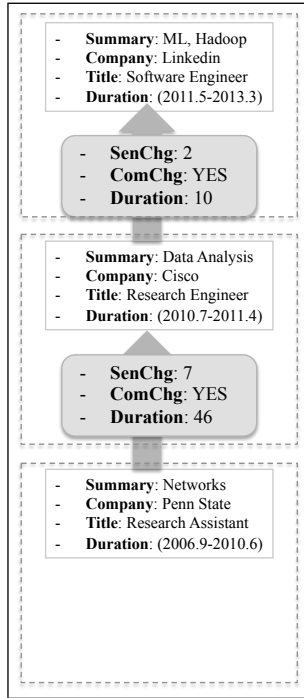 - Summary: ML, Hadoop
- Company: Linkedin
- Title: Software Engineer
- Duration: (2011.5-2013.3)
- SenChg: 2
- ComChg: YES
- Duration: 10
- Summary: Data Analysis
- Company: Cisco
- Title: Research Engineer
- Duration: (2010.7-2011.4)
- SenChg: 7
- ComChg: YES
- Duration: 46
- Summary: Networks
- Company: Penn State
- Title: Research Assistant
- Duration: (2006.9-2010.6)